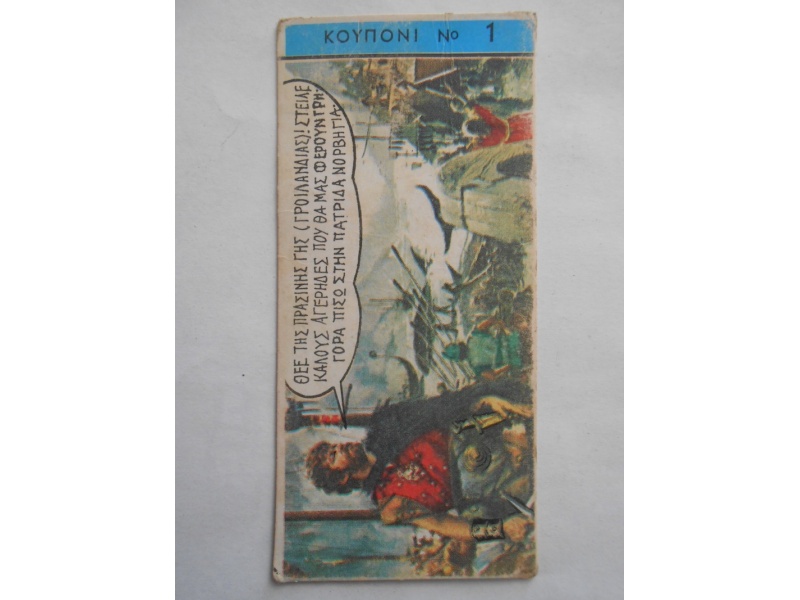 ΚΟΥΠΟΝΙ Νο 1
ΘΕΕ ΤΗΣ ΠΡΑΣΙΝΗΣ ΓΗΣ (ΓΡΟΙΛΑΝΔΙΑΣ)! ΣΤΕΙΛΕ
ΚΑΛΟΥΣ ΑΓΕΡΗΔΕΣ ΠΟΥ ΘΑ ΜΑΣ ΦΕΡΟΥΝ ΓΡΗ-
ΓΟΡΑ ΠΙΣΩ ΣΤΗΝ ΠΑΤΡΙΔΑ ΝΟΡΒΗΓΙΑ.